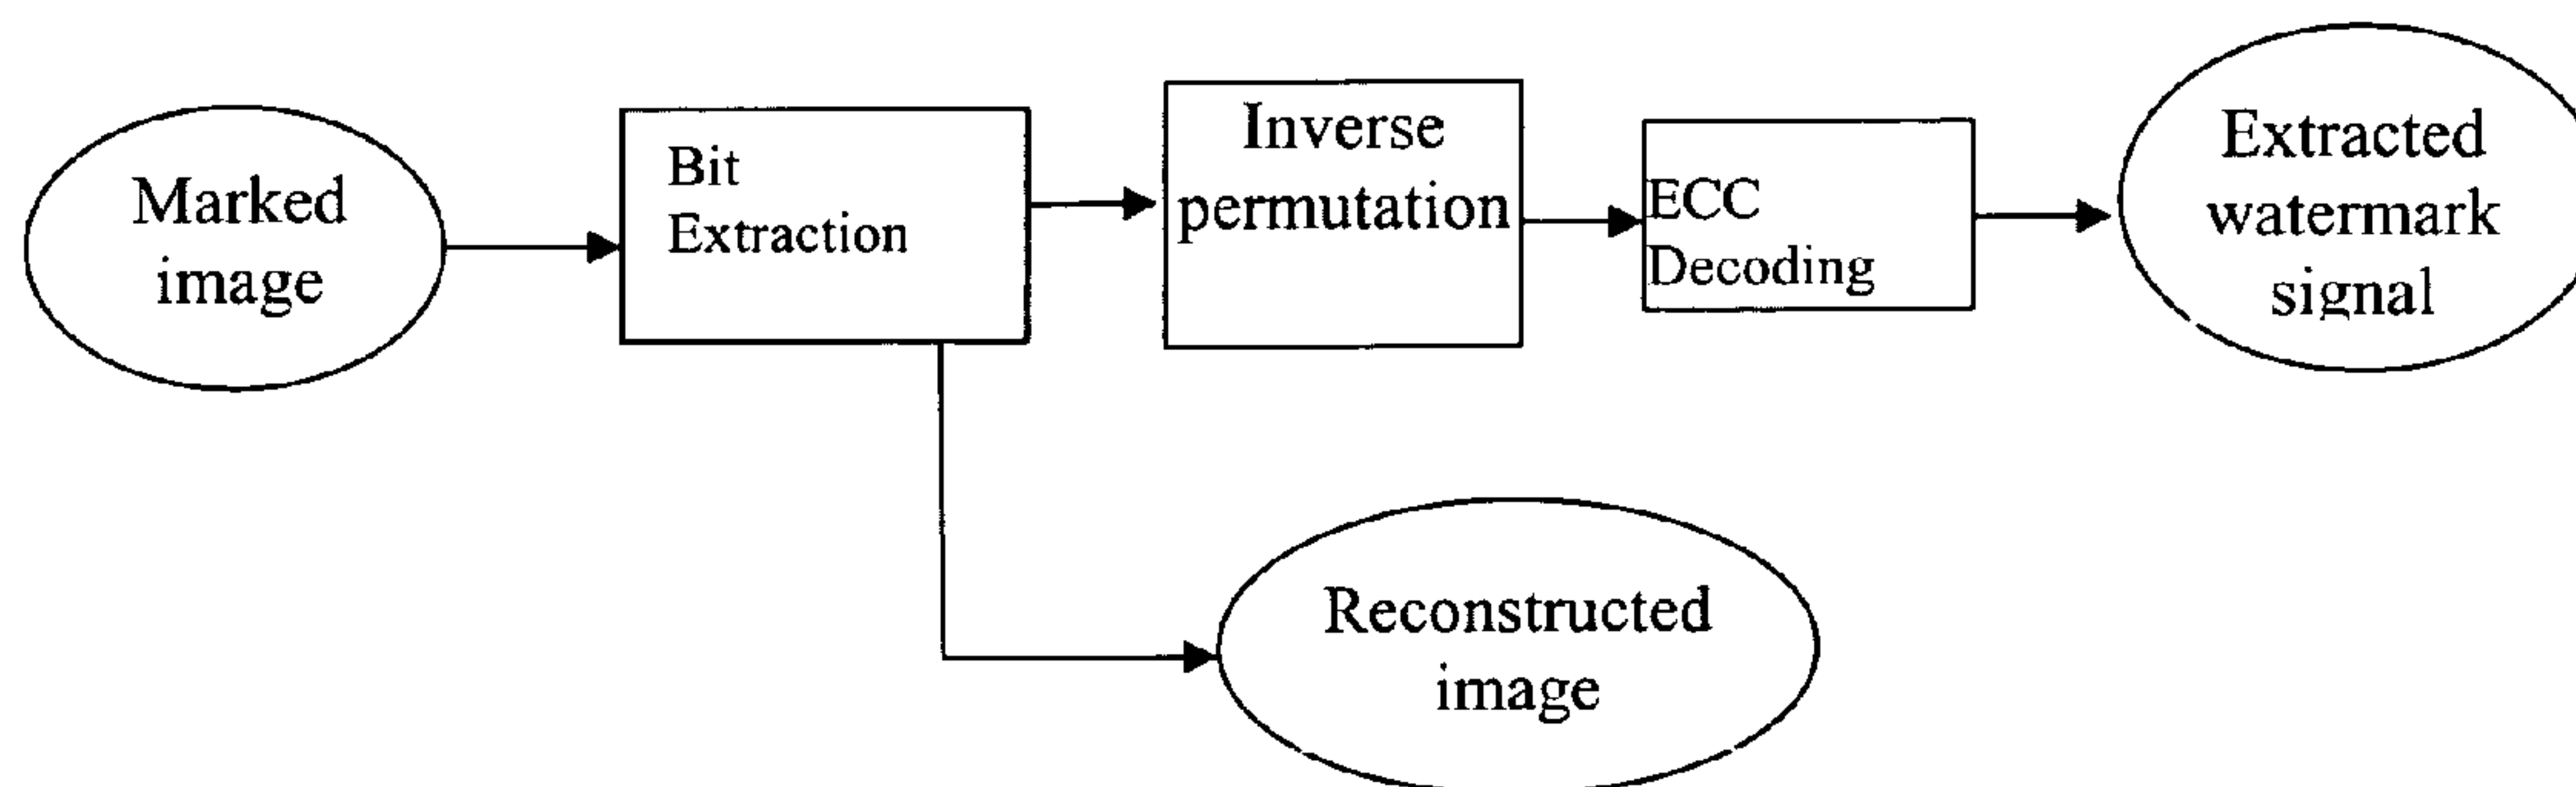 Marked
image
Bit
Extraction
Inverse
permutation
ECC
Decoding
Extracted
watermark
signal
Reconstructed
image